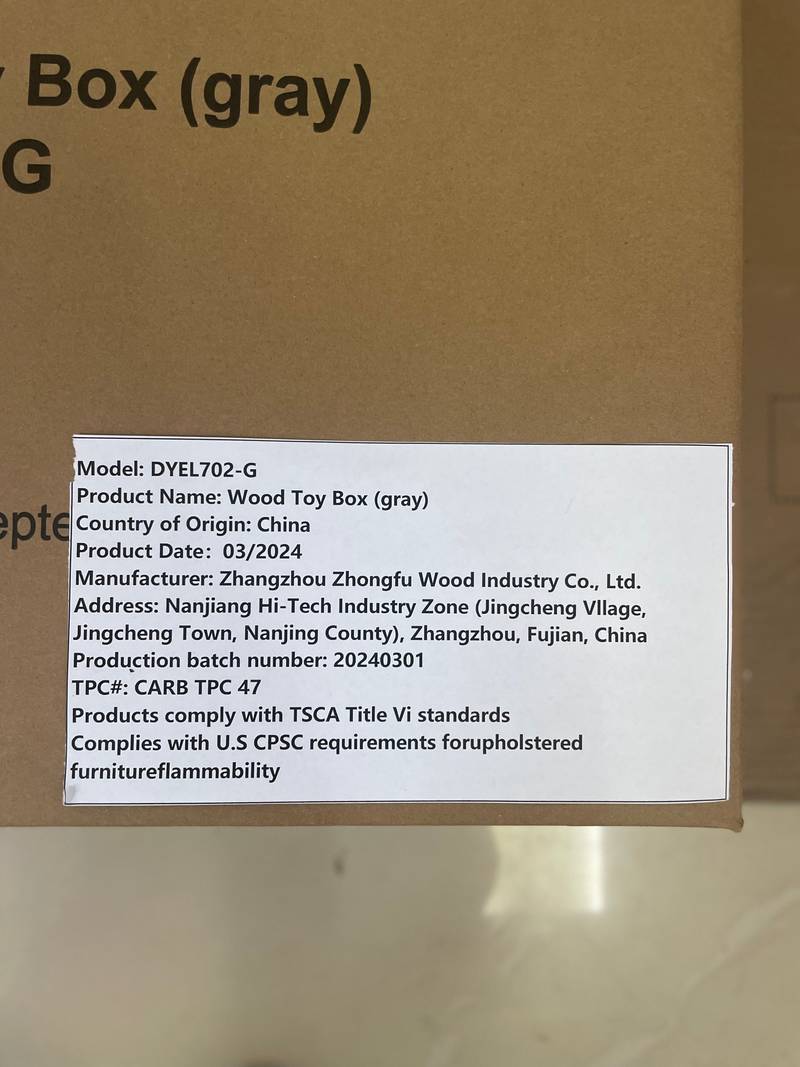 Box (gray)
G
Model: DYEL702-G
Product Name: Wood Toy Box (gray)
Country of Origin: China
Product Date: 03/2024
Manufacturer: Zhangzhou Zhongfu Wood Industry Co., Ltd.
Address: Nanjiang Hi-Tech Industry Zone (Jingcheng VIlage,
Jingcheng Town, Nanjing County), Zhangzhou, Fujian, China
Production batch number: 20240301
TPC#: CARB TPC 47
Products comply with TSCA Title Vi standards
Complies with U.S CPSC requirements forupholstered
furnitureflammability